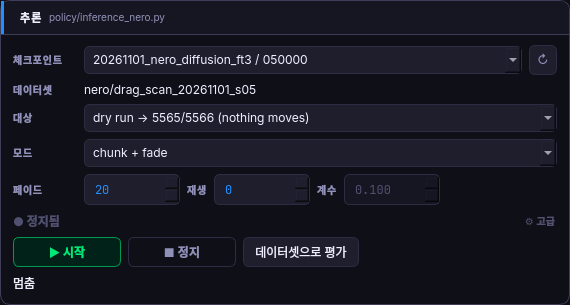 추론 policy/inference_nero.py
체크포인트 20261101_nero_diffusion_ft3 / 050000 ↻
데이터셋 nero/drag_scan_20261101_s05
대상 dry run → 5565/5566 (nothing moves)
모드 chunk + fade
페이드 20 재생 0 계수 0.100
● 정지됨 ⚙ 고급
▶ 시작 ■ 정지 데이터셋으로 평가
멈춤